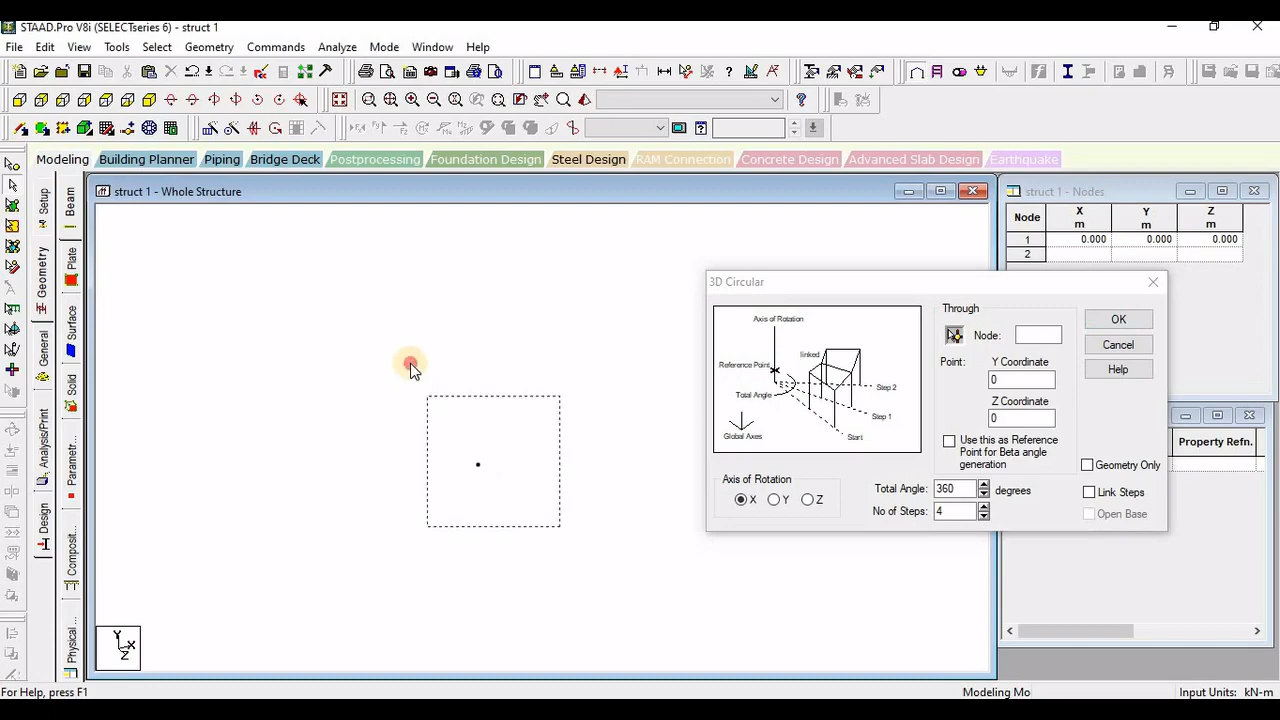 STAAD.Pro V8i (SELECTseries 6) - struct 1
File Edit View Tools Select Geometry Commands Analyze Mode Window Help
Modeling Building Planner Piping Bridge Deck Postprocessing Foundation Design Steel Design RAM Connection Concrete Design Advanced Slab Design Earthquake
struct 1 - Whole Structure
Setup
Geometry
General
Analysis/Print
Design
Beam
Plate
Surface
Solid
Parametr...
Composit...
Physical ...
Y
X
Z
struct 1 - Nodes
Node X Y Z
m m m
1 0.000 0.000 0.000
2
Property Refn.
3D Circular
Axis of Rotation
linked
Reference Point
Step 2
Total Angle
Step 1
Global Axes
Start
Axis of Rotation
X Y Z
Through
Node:
Point: Y Coordinate
0
Z Coordinate
0
Use this as Reference
Point for Beta angle
generation
Total Angle: 360 degrees
No of Steps: 4
OK
Cancel
Help
Geometry Only
Link Steps
Open Base
For Help, press F1
Modeling Mo
Input Units: kN-m